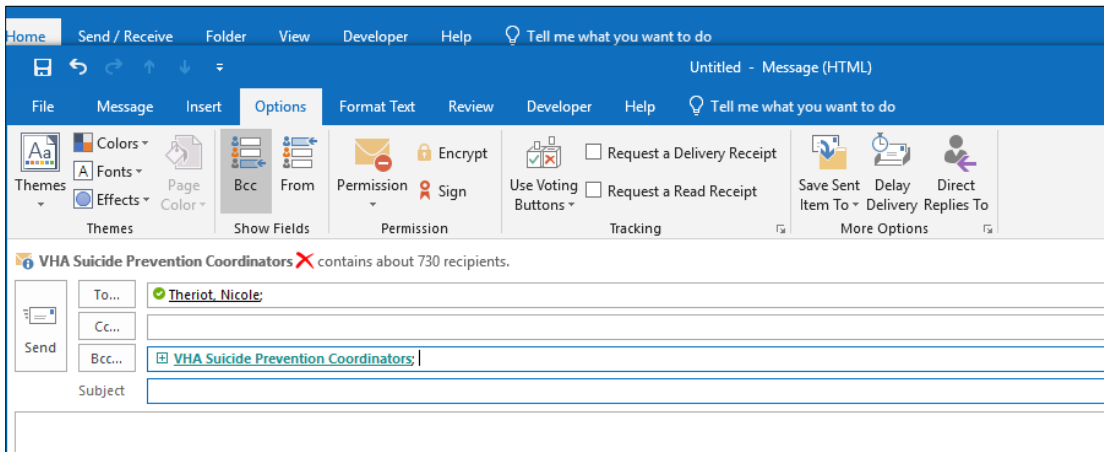 Home Send / Receive Folder View Developer Help Tell me what you want to do
Untitled - Message (HTML)
File Message Insert Options Format Text Review Developer Help Tell me what you want to do
Aa Colors Encrypt Request a Delivery Receipt
A Fonts
Themes Page Bcc From Permission Sign Use Voting Request a Read Receipt Save Sent Delay Direct
Effects Color Buttons Item To Delivery Replies To
Themes Show Fields Permission Tracking More Options
VHA Suicide Prevention Coordinators contains about 730 recipients.
To... Theriot, Nicole;
Cc...
Send
Bcc... VHA Suicide Prevention Coordinators;
Subject